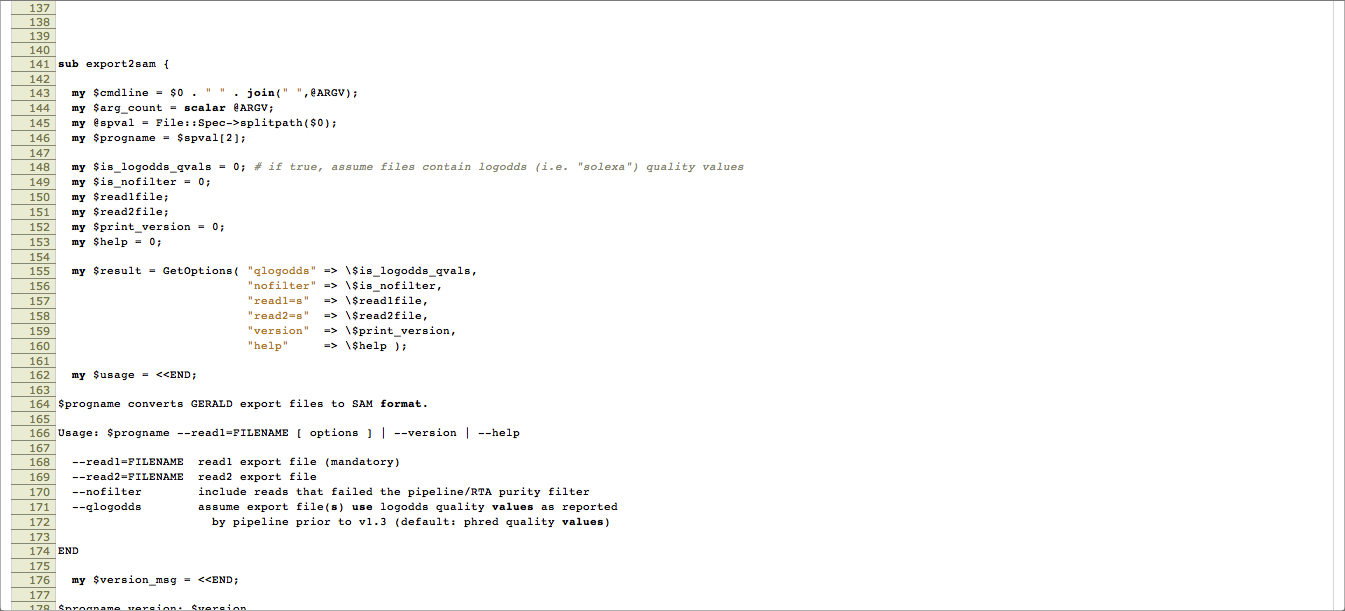 137
138
139
140
141 sub export2sam {
142
143   my $cmdline = $0 . " " . join(" ",@ARGV);
144   my $arg_count = scalar @ARGV;
145   my @spval = File::Spec->splitpath($0);
146   my $progname = $spval[2];
147
148   my $is_logodds_qvals = 0; # if true, assume files contain logodds (i.e. "solexa") quality values
149   my $is_nofilter = 0;
150   my $read1file;
151   my $read2file;
152   my $print_version = 0;
153   my $help = 0;
154
155   my $result = GetOptions( "qlogodds" => \$is_logodds_qvals,
156                            "nofilter" => \$is_nofilter,
157                            "read1=s"  => \$read1file,
158                            "read2=s"  => \$read2file,
159                            "version"  => \$print_version,
160                            "help"     => \$help );
161
162   my $usage = <<END;
163
164 $progname converts GERALD export files to SAM format.
165
166 Usage: $progname --read1=FILENAME [ options ] | --version | --help
167
168   --read1=FILENAME  read1 export file (mandatory)
169   --read2=FILENAME  read2 export file
170   --nofilter        include reads that failed the pipeline/RTA purity filter
171   --qlogodds        assume export file(s) use logodds quality values as reported
172                       by pipeline prior to v1.3 (default: phred quality values)
173
174 END
175
176   my $version_msg = <<END;
177
178 $progname version: $version